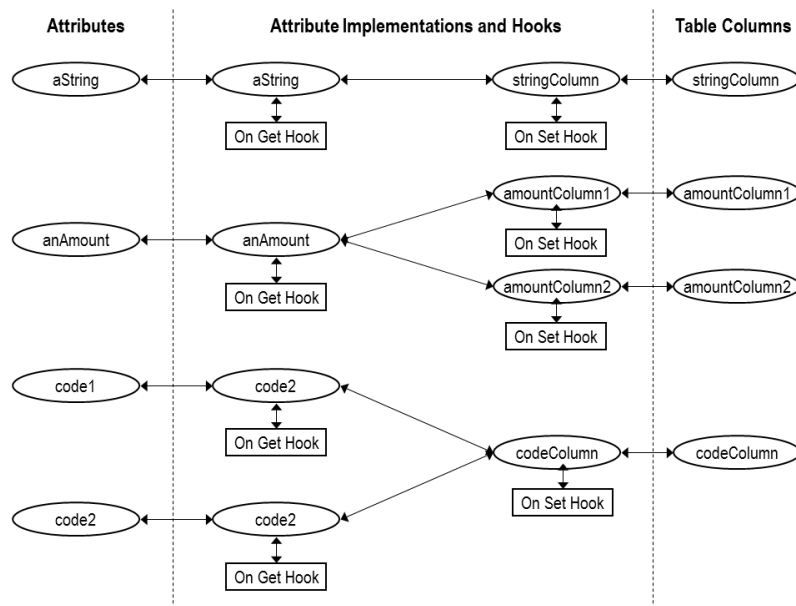 Attributes
Attribute Implementations and Hooks
Table Columns
aString
aString
stringColumn
stringColumn
On Get Hook
On Set Hook
amountColumn1
amountColumn1
anAmount
anAmount
On Set Hook
On Get Hook
amountColumn2
amountColumn2
On Set Hook
code1
code2
On Get Hook
codeColumn
codeColumn
On Set Hook
code2
code2
On Get Hook